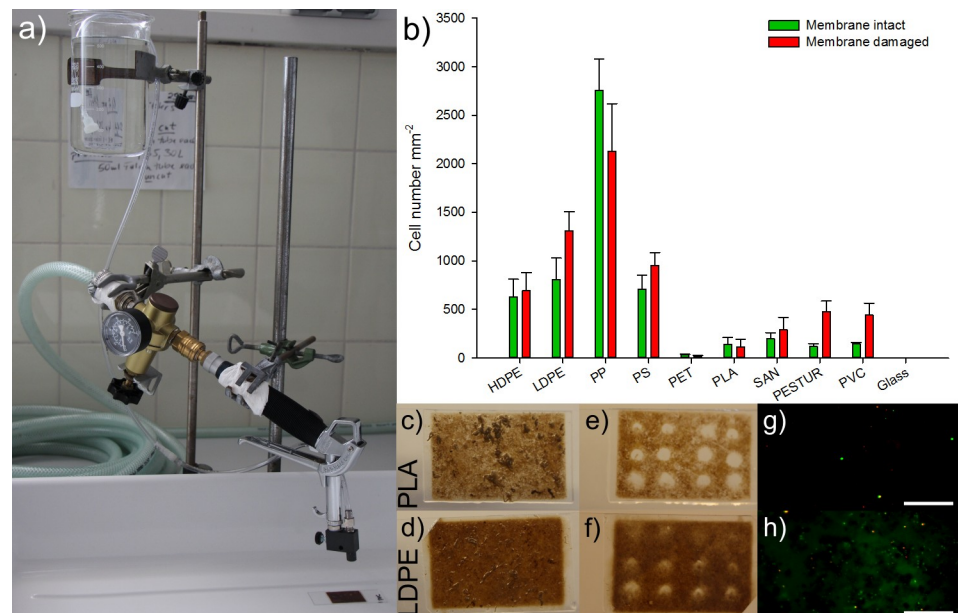 a)
cat
b)
3500
3000
2500
2000
1500
1000
500
0
Cell number mm-2
Membrane intact
Membrane damaged
HDPE
LDPE
PP
PS
PET
PLA
SAN
PESTUR
PVC
Glass
c)
e)
g)
PLA
d)
f)
h)
LDPE